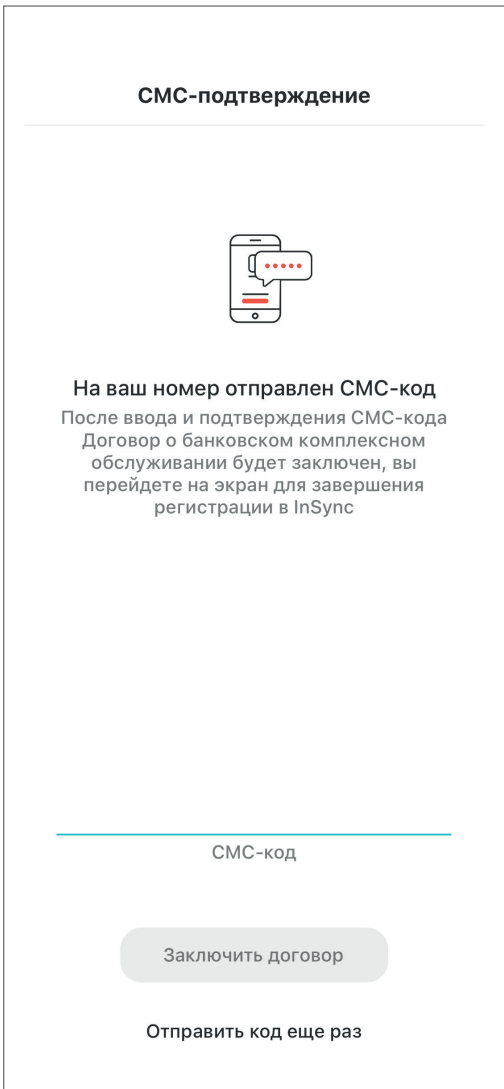 СМС-подтверждение
На ваш номер отправлен СМС-код
После ввода и подтверждения СМС-кода
Договор о банковском комплексном
обслуживании будет заключен, вы
перейдете на экран для завершения
регистрации в InSync
СМС-код
Заключить договор
Отправить код еще раз